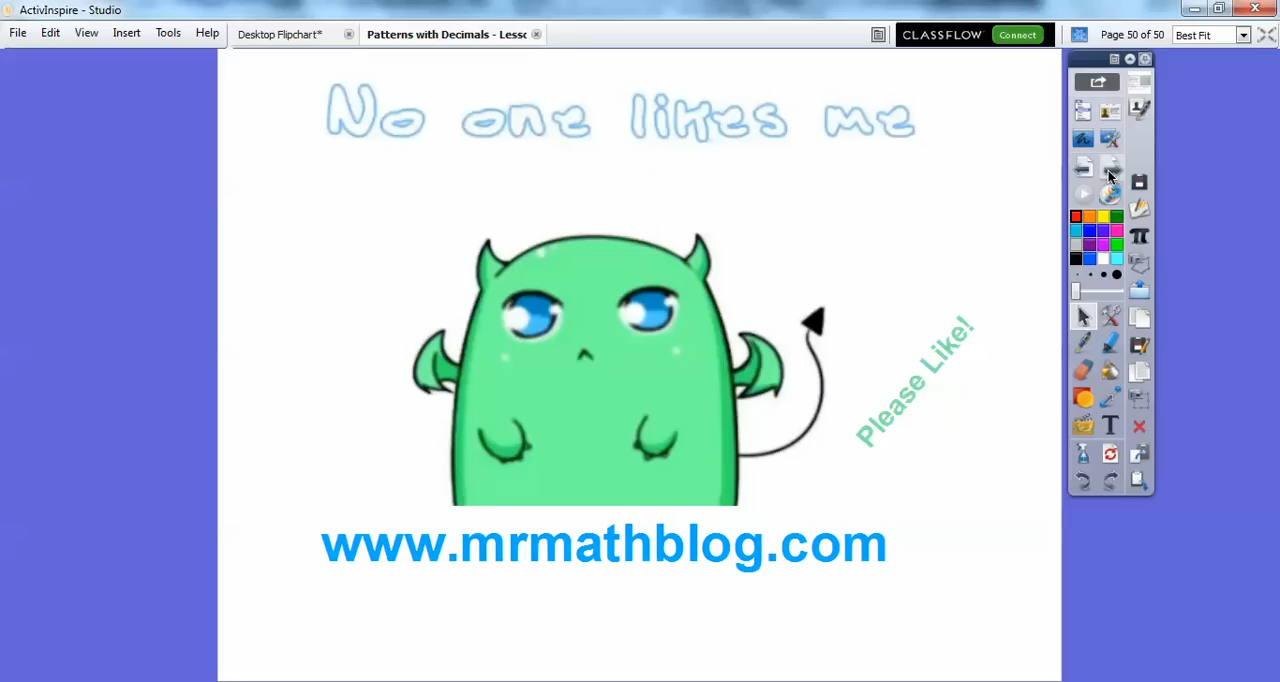 ActivInspire - Studio
File Edit View Insert Tools Help
Desktop Flipchart* Patterns with Decimals - Lesso
CLASSFLOW Connect
Page 50 of 50 Best Fit
No one likes me
Please Like!
www.mrmathblog.com